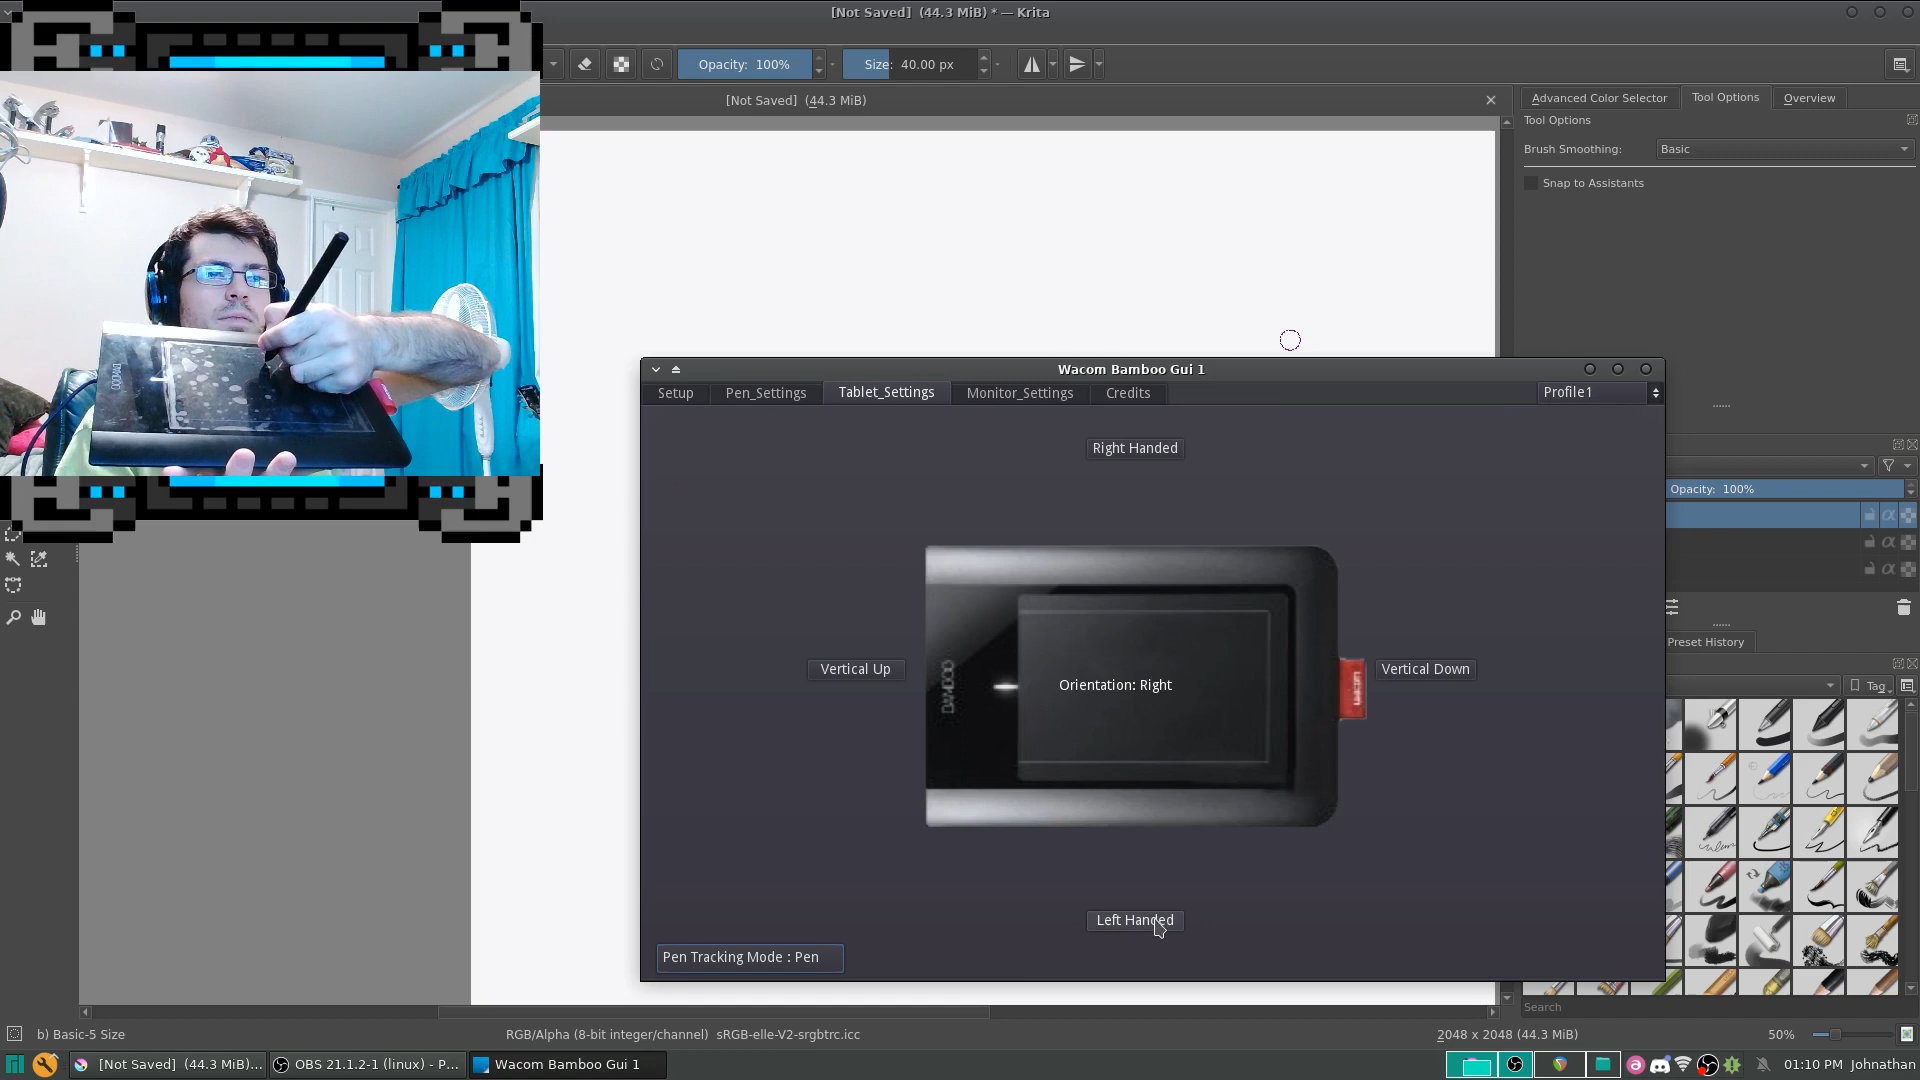 [Not Saved]  (44.3 MiB) * — Krita
Opacity:  100%
Size:  40.00 px
[Not Saved]  (44.3 MiB)
Advanced Color Selector
Tool Options
Overview
Tool Options
Brush Smoothing:
Basic
Snap to Assistants
BAMBOO
Wacom Bamboo Gui 1
Setup
Pen_Settings
Tablet_Settings
Monitor_Settings
Credits
Profile1
Right Handed
Opacity:  100%
Vertical Up
BAMBOO
Orientation: Right
wacom
Vertical Down
Preset History
Tag
Left Handed
Pen Tracking Mode : Pen
Search
b) Basic-5 Size
RGB/Alpha (8-bit integer/channel)  sRGB-elle-V2-srgbtrc.icc
2048 x 2048 (44.3 MiB)
50%
[Not Saved]  (44.3 MiB)...
OBS 21.1.2-1 (linux) - P...
Wacom Bamboo Gui 1
01:10 PM
Johnathan